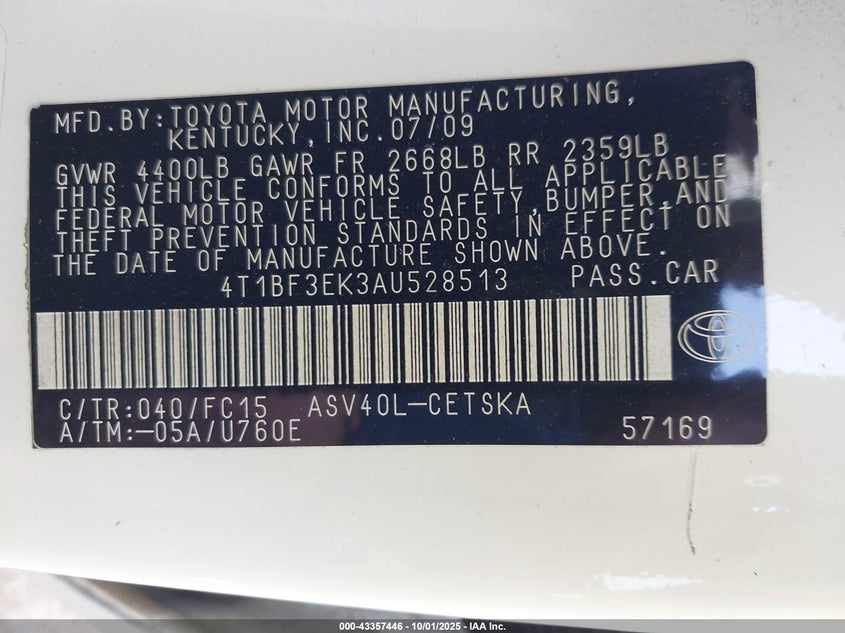 MFD.BY:TOYOTA MOTOR MANUFACTURING,
KENTUCKY,INC.07/09
GVWR 4400LB GAWR FR 2668LB RR 2359LB
THIS VEHICLE CONFORMS TO ALL APPLICABLE
FEDERAL MOTOR VEHICLE SAFETY,BUMPER,AND
THEFT PREVENTION STANDARDS IN EFFECT ON
THE DATE OF MANUFACTURE SHOWN ABOVE.
4T1BF3EK3AU528513 PASS.CAR
C/TR:040/FC15 ASV40L-CETSKA
A/TM:-05A/U760E 57169
000-43357446 - 10/01/2025 - IAA Inc.